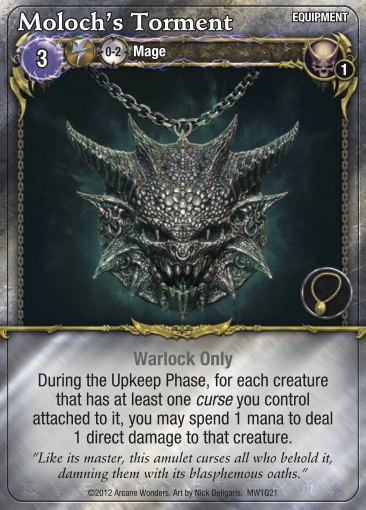 Moloch's Torment
EQUIPMENT
3
0-2
Mage
1
Warlock Only
During the Upkeep Phase, for each creature
that has at least one curse you control
attached to it, you may spend 1 mana to deal
1 direct damage to that creature.
"Like its master, this amulet curses all who behold it,
damning them with its blasphemous oaths."
©2012 Arcane Wonders. Art by Nick Deligaris. MW1Q21